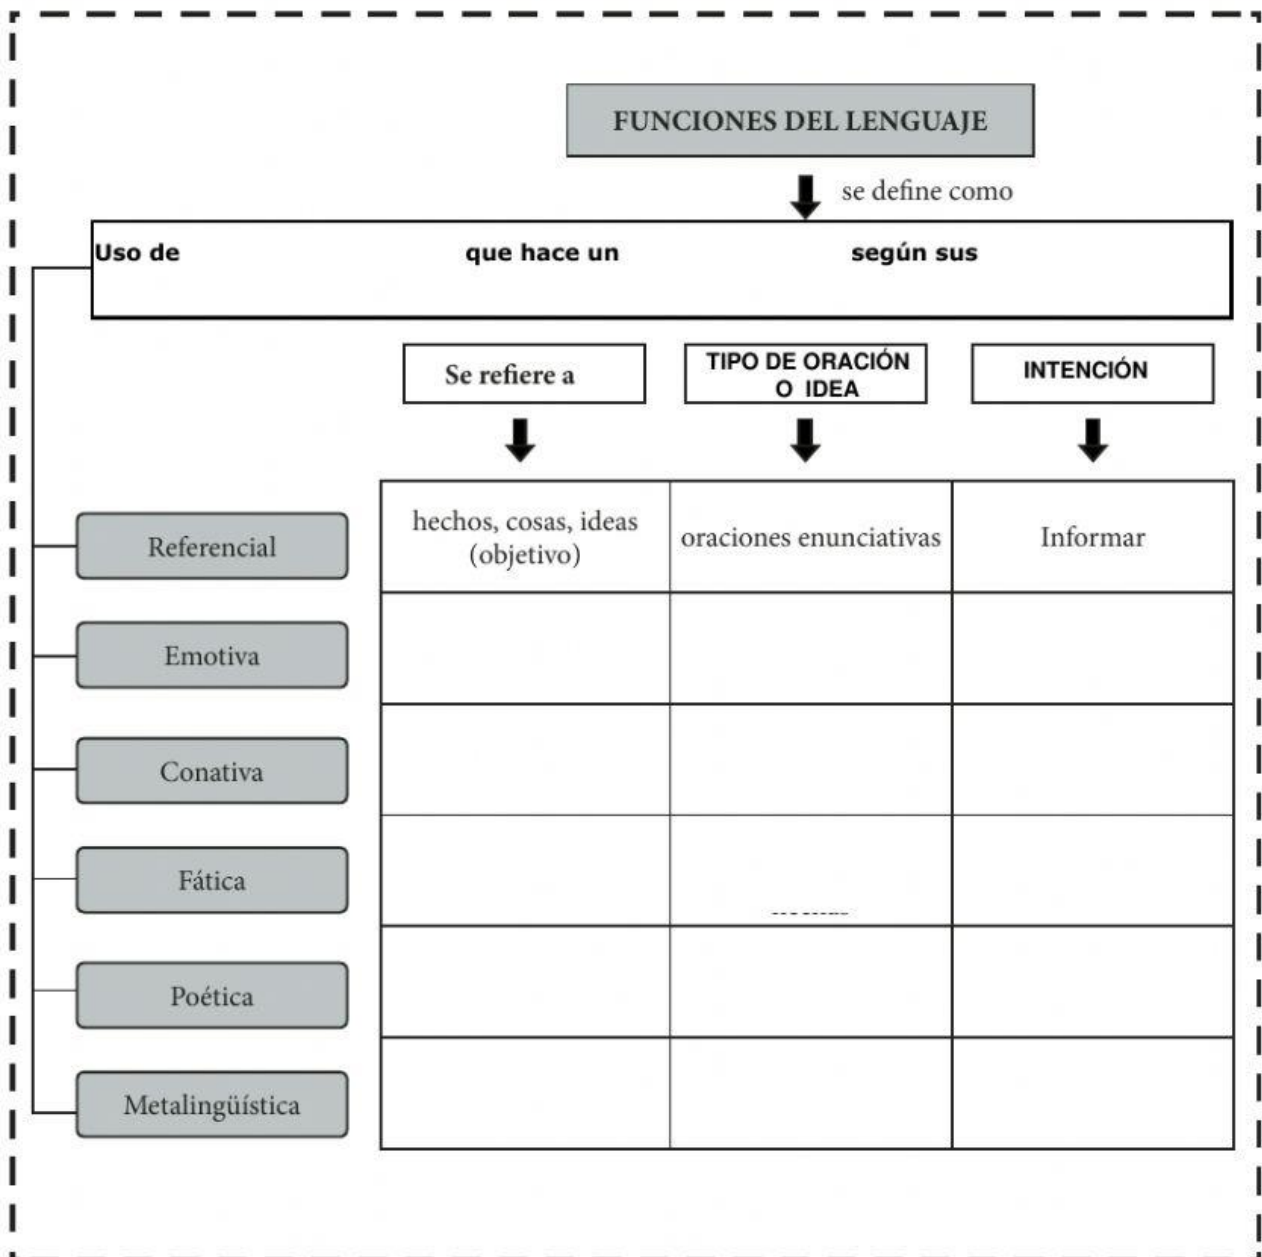 FUNCIONES DEL LENGUAJE
se define como
Uso de que hace un según sus
Se refiere a
TIPO DE ORACIÓN
O IDEA
INTENCIÓN
Referencial
hechos, cosas, ideas
(objetivo)
oraciones enunciativas
Informar
Emotiva
Conativa
Fática
Poética
Metalingüística